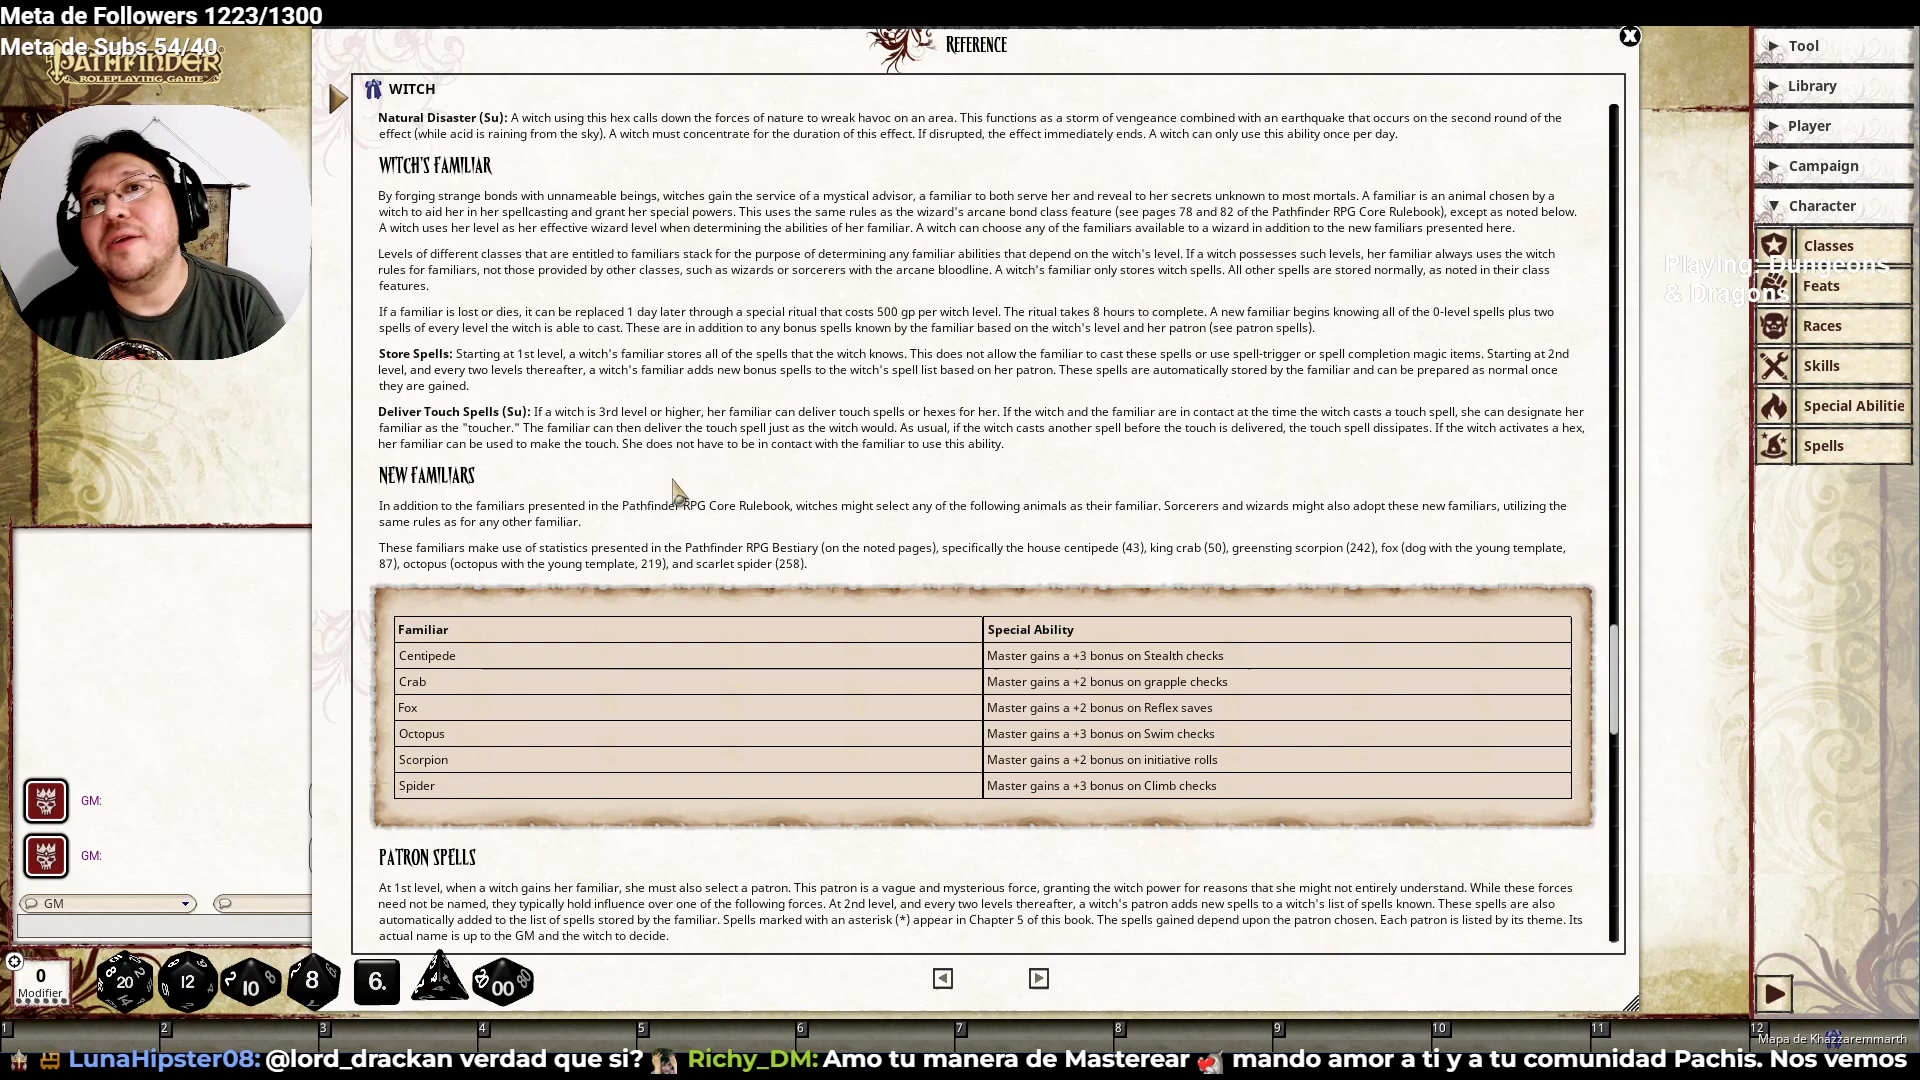 Meta de Followers 1223/1300
Meta de Subs 54/40
PATHFINDER
ROLEPLAYING GAME
REFERENCE
WITCH
Natural Disaster (Su): A witch using this hex calls down the forces of nature to wreak havoc on an area. This functions as a storm of vengeance combined with an earthquake that occurs on the second round of the
effect (while acid is raining from the sky). A witch must concentrate for the duration of this effect. If disrupted, the effect immediately ends. A witch can only use this ability once per day.
WITCH'S FAMILIAR
By forging strange bonds with unnameable beings, witches gain the service of a mystical advisor, a familiar to both serve her and reveal to her secrets unknown to most mortals. A familiar is an animal chosen by a
witch to aid her in her spellcasting and grant her special powers. This uses the same rules as the wizard's arcane bond class feature (see pages 78 and 82 of the Pathfinder RPG Core Rulebook), except as noted below.
A witch uses her level as her effective wizard level when determining the abilities of her familiar. A witch can choose any of the familiars available to a wizard in addition to the new familiars presented here.
Levels of different classes that are entitled to familiars stack for the purpose of determining any familiar abilities that depend on the witch's level. If a witch possesses such levels, her familiar always uses the witch
rules for familiars, not those provided by other classes, such as wizards or sorcerers with the arcane bloodline. A witch's familiar only stores witch spells. All other spells are stored normally, as noted in their class
features.
If a familiar is lost or dies, it can be replaced 1 day later through a special ritual that costs 500 gp per witch level. The ritual takes 8 hours to complete. A new familiar begins knowing all of the 0-level spells plus two
spells of every level the witch is able to cast. These are in addition to any bonus spells known by the familiar based on the witch's level and her patron (see patron spells).
Store Spells: Starting at 1st level, a witch's familiar stores all of the spells that the witch knows. This does not allow the familiar to cast these spells or use spell-trigger or spell completion magic items. Starting at 2nd
level, and every two levels thereafter, a witch's familiar adds new bonus spells to the witch's spell list based on her patron. These spells are automatically stored by the familiar and can be prepared as normal once
they are gained.
Deliver Touch Spells (Su): If a witch is 3rd level or higher, her familiar can deliver touch spells or hexes for her. If the witch and the familiar are in contact at the time the witch casts a touch spell, she can designate her
familiar as the "toucher." The familiar can then deliver the touch spell just as the witch would. As usual, if the witch casts another spell before the touch is delivered, the touch spell dissipates. If the witch activates a hex,
her familiar can be used to make the touch. She does not have to be in contact with the familiar to use this ability.
NEW FAMILIARS
In addition to the familiars presented in the Pathfinder RPG Core Rulebook, witches might select any of the following animals as their familiar. Sorcerers and wizards might also adopt these new familiars, utilizing the
same rules as for any other familiar.
These familiars make use of statistics presented in the Pathfinder RPG Bestiary (on the noted pages), specifically the house centipede (43), king crab (50), greensting scorpion (242), fox (dog with the young template,
87), octopus (octopus with the young template, 219), and scarlet spider (258).
Familiar Special Ability
Centipede Master gains a +3 bonus on Stealth checks
Crab Master gains a +2 bonus on grapple checks
Fox Master gains a +2 bonus on Reflex saves
Octopus Master gains a +3 bonus on Swim checks
Scorpion Master gains a +2 bonus on initiative rolls
Spider Master gains a +3 bonus on Climb checks
PATRON SPELLS
At 1st level, when a witch gains her familiar, she must also select a patron. This patron is a vague and mysterious force, granting the witch power for reasons that she might not entirely understand. While these forces
need not be named, they typically hold influence over one of the following forces. At 2nd level, and every two levels thereafter, a witch's patron adds new spells to a witch's list of spells known. These spells are also
automatically added to the list of spells stored by the familiar. Spells marked with an asterisk (*) appear in Chapter 5 of this book. The spells gained depend upon the patron chosen. Each patron is listed by its theme. Its
actual name is up to the GM and the witch to decide.
Tool
Library
Player
Campaign
Character
Classes
Playing: Dungeons
& Dragons
Feats
Races
Skills
Special Abilitie
Spells
GM:
GM:
GM
0
Modifier
20
12
10
8
6.
00
1 2 3 4 5 6 7 8 9 10 11 12
Mapa de Khazzaremmarth
LunaHipster08: @lord_drackan verdad que si? Richy_DM: Amo tu manera de Masterear mando amor a ti y a tu comunidad Pachis. Nos vemos